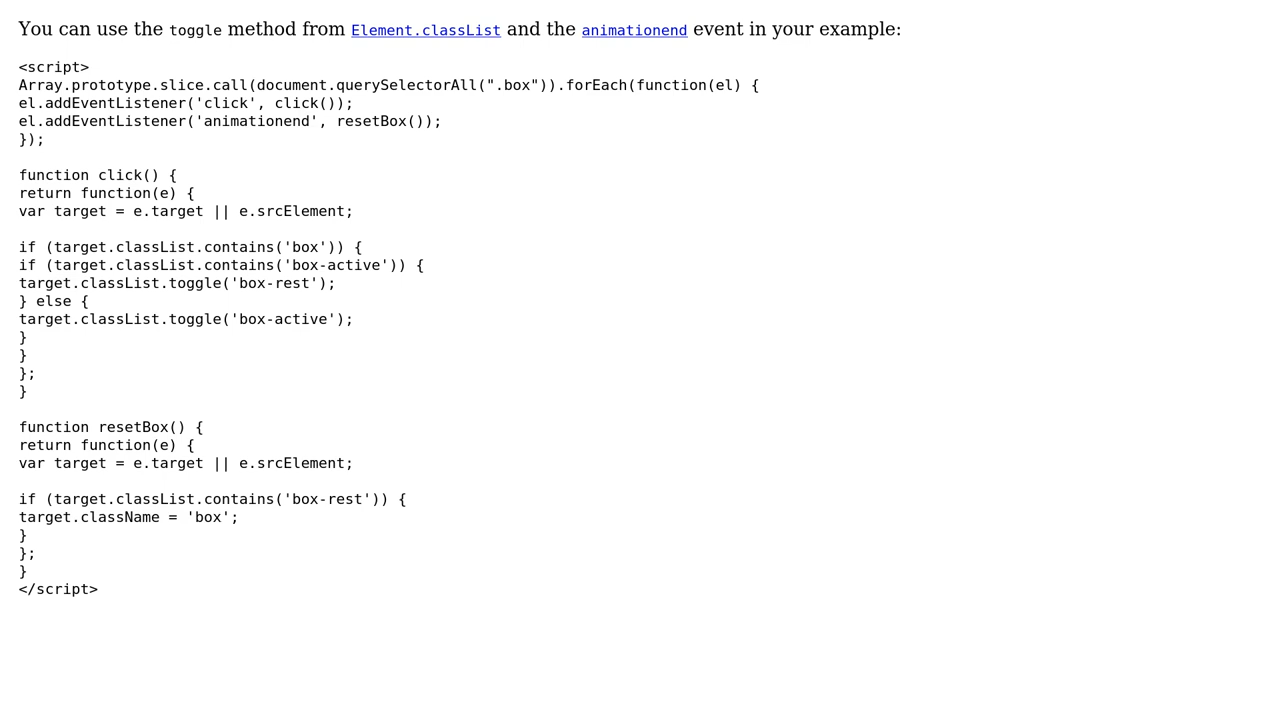 You can use the toggle method from Element.classList and the animationend event in your example:
<script>
Array.prototype.slice.call(document.querySelectorAll(".box")).forEach(function(el) {
el.addEventListener('click', click());
el.addEventListener('animationend', resetBox());
});
function click() {
return function(e) {
var target = e.target || e.srcElement;
if (target.classList.contains('box')) {
if (target.classList.contains('box-active')) {
target.classList.toggle('box-rest');
} else {
target.classList.toggle('box-active');
}
}
};
}
function resetBox() {
return function(e) {
var target = e.target || e.srcElement;
if (target.classList.contains('box-rest')) {
target.className = 'box';
}
};
}
</script>